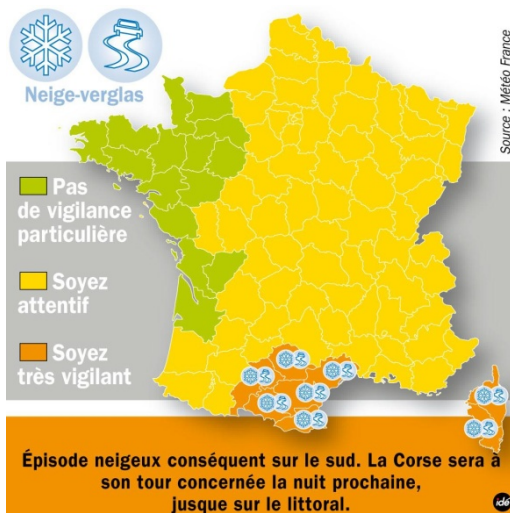 Neige-verglas
Source : Météo France
Pas
de vigilance
particulière
Soyez
attentif
Soyez
très vigilant
Épisode neigeux conséquent sur le sud. La Corse sera à
son tour concernée la nuit prochaine,
jusque sur le littoral.
idé